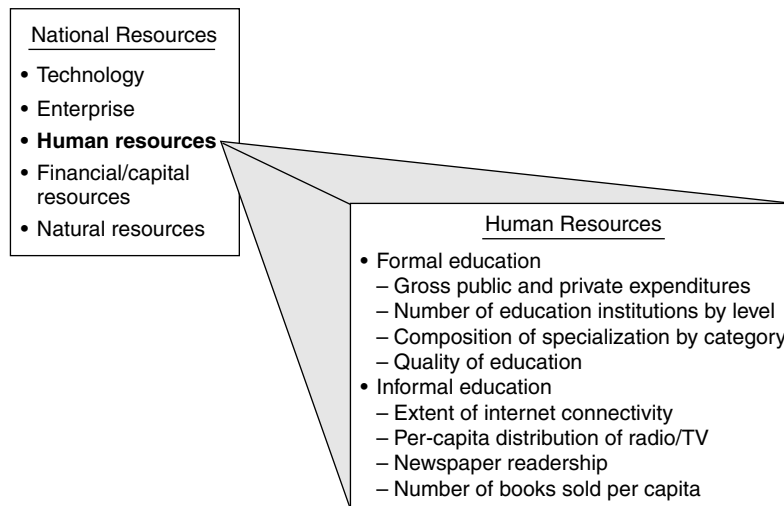 National Resources
• Technology
• Enterprise
• Human resources
• Financial/capital
resources
• Natural resources
Human Resources
• Formal education
– Gross public and private expenditures
– Number of education institutions by level
– Composition of specialization by category
– Quality of education
• Informal education
– Extent of internet connectivity
– Per-capita distribution of radio/TV
– Newspaper readership
– Number of books sold per capita